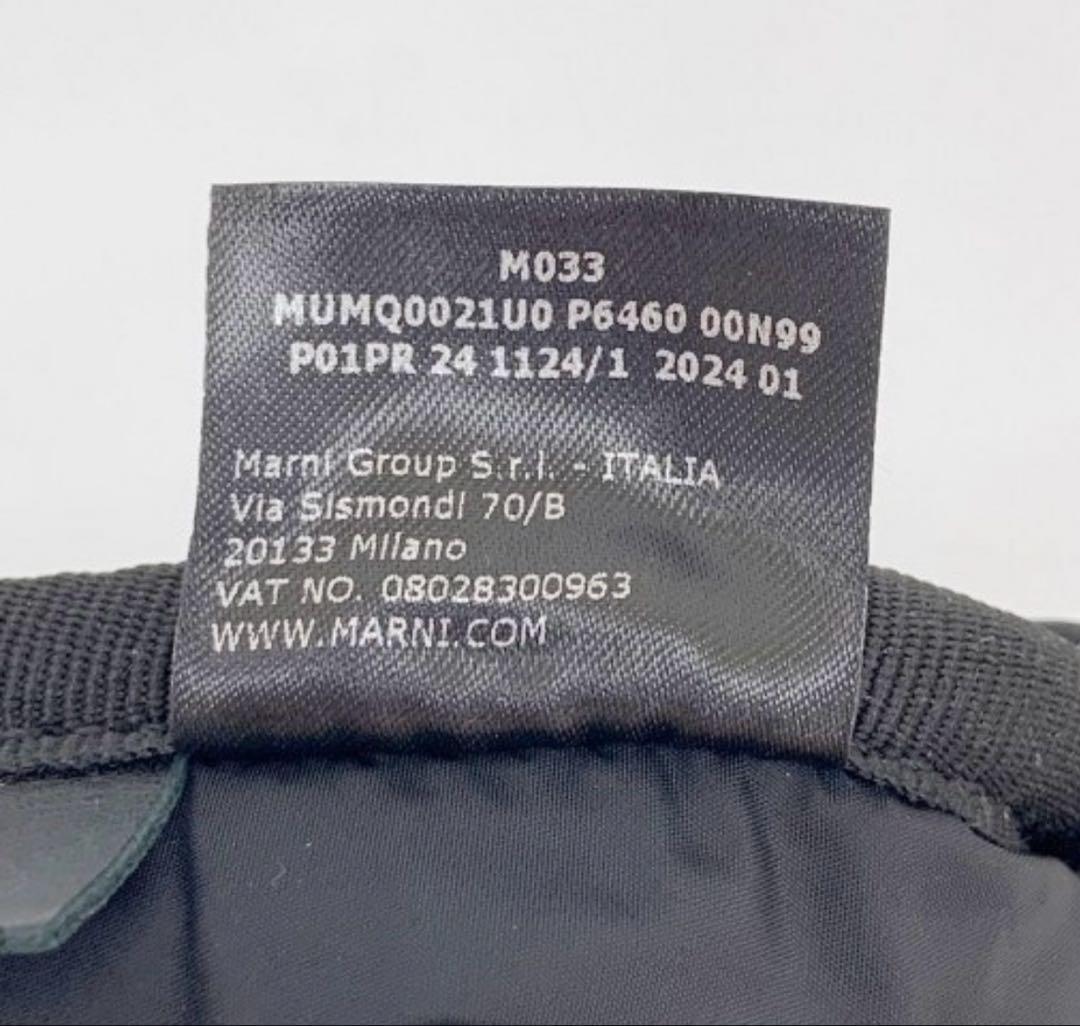 M033
MUMQ0021U0 P6460 00N99
P01PR 24 1124/1 2024 01
Marni Group S.r.l. - ITALIA
Via Sismondi 70/B
20133 Milano
VAT NO. 08028300963
WWW.MARNI.COM